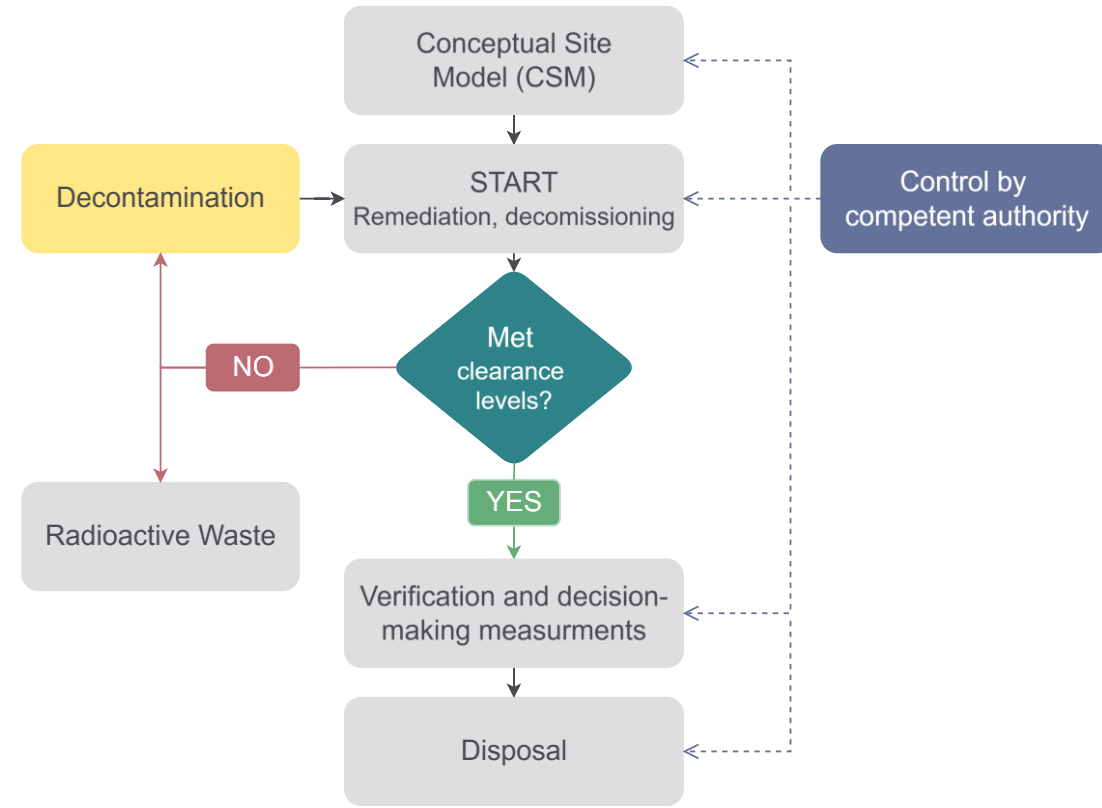 Conceptual Site
Model (CSM)
Decontamination
START
Remediation, decomissioning
Control by
competent authority
Met
clearance
levels?
NO
YES
Radioactive Waste
Verification and decision-
making measurments
Disposal